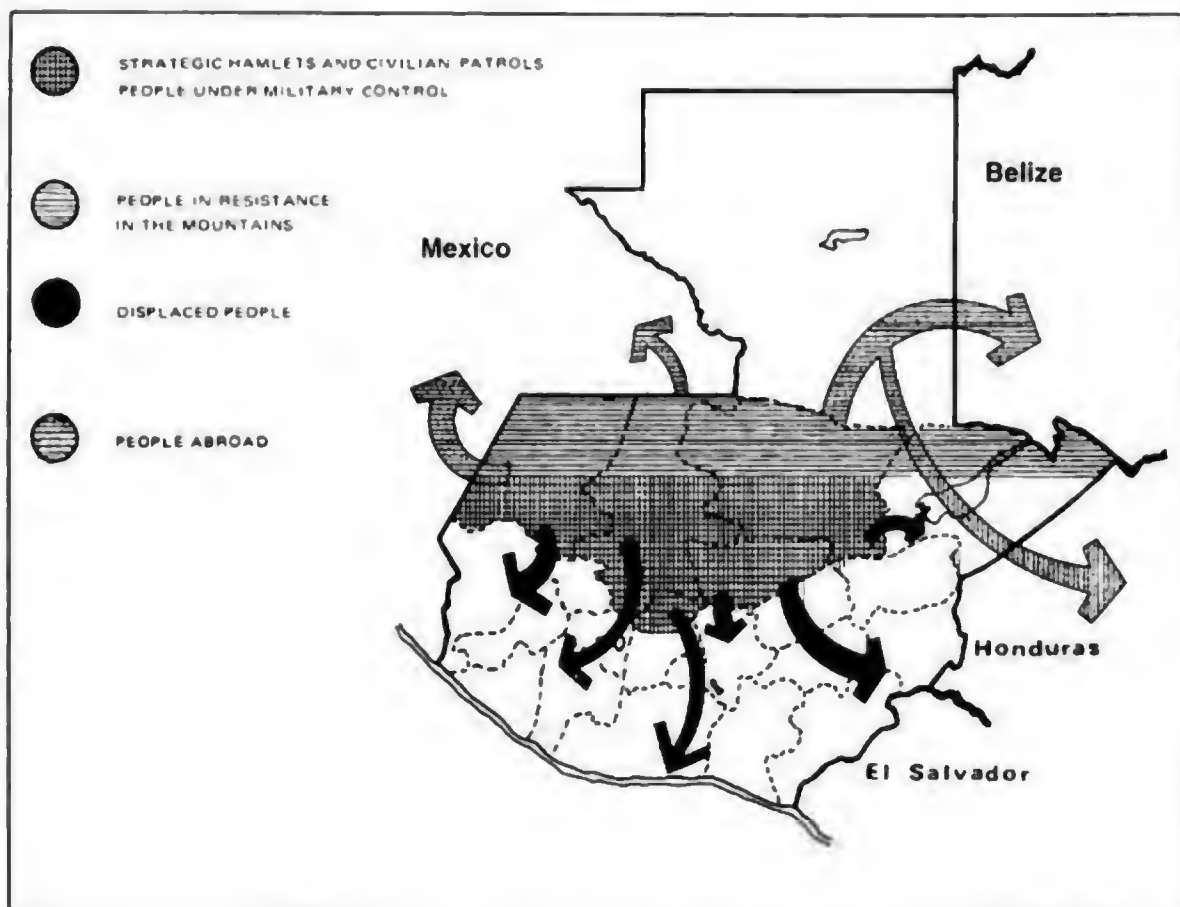 STRATEGIC HAMLETS AND CIVILIAN PATROLS
PEOPLE UNDER MILITARY CONTROL
PEOPLE IN RESISTANCE
IN THE MOUNTAINS
DISPLACED PEOPLE
PEOPLE ABROAD
Mexico
Belize
Honduras
El Salvador